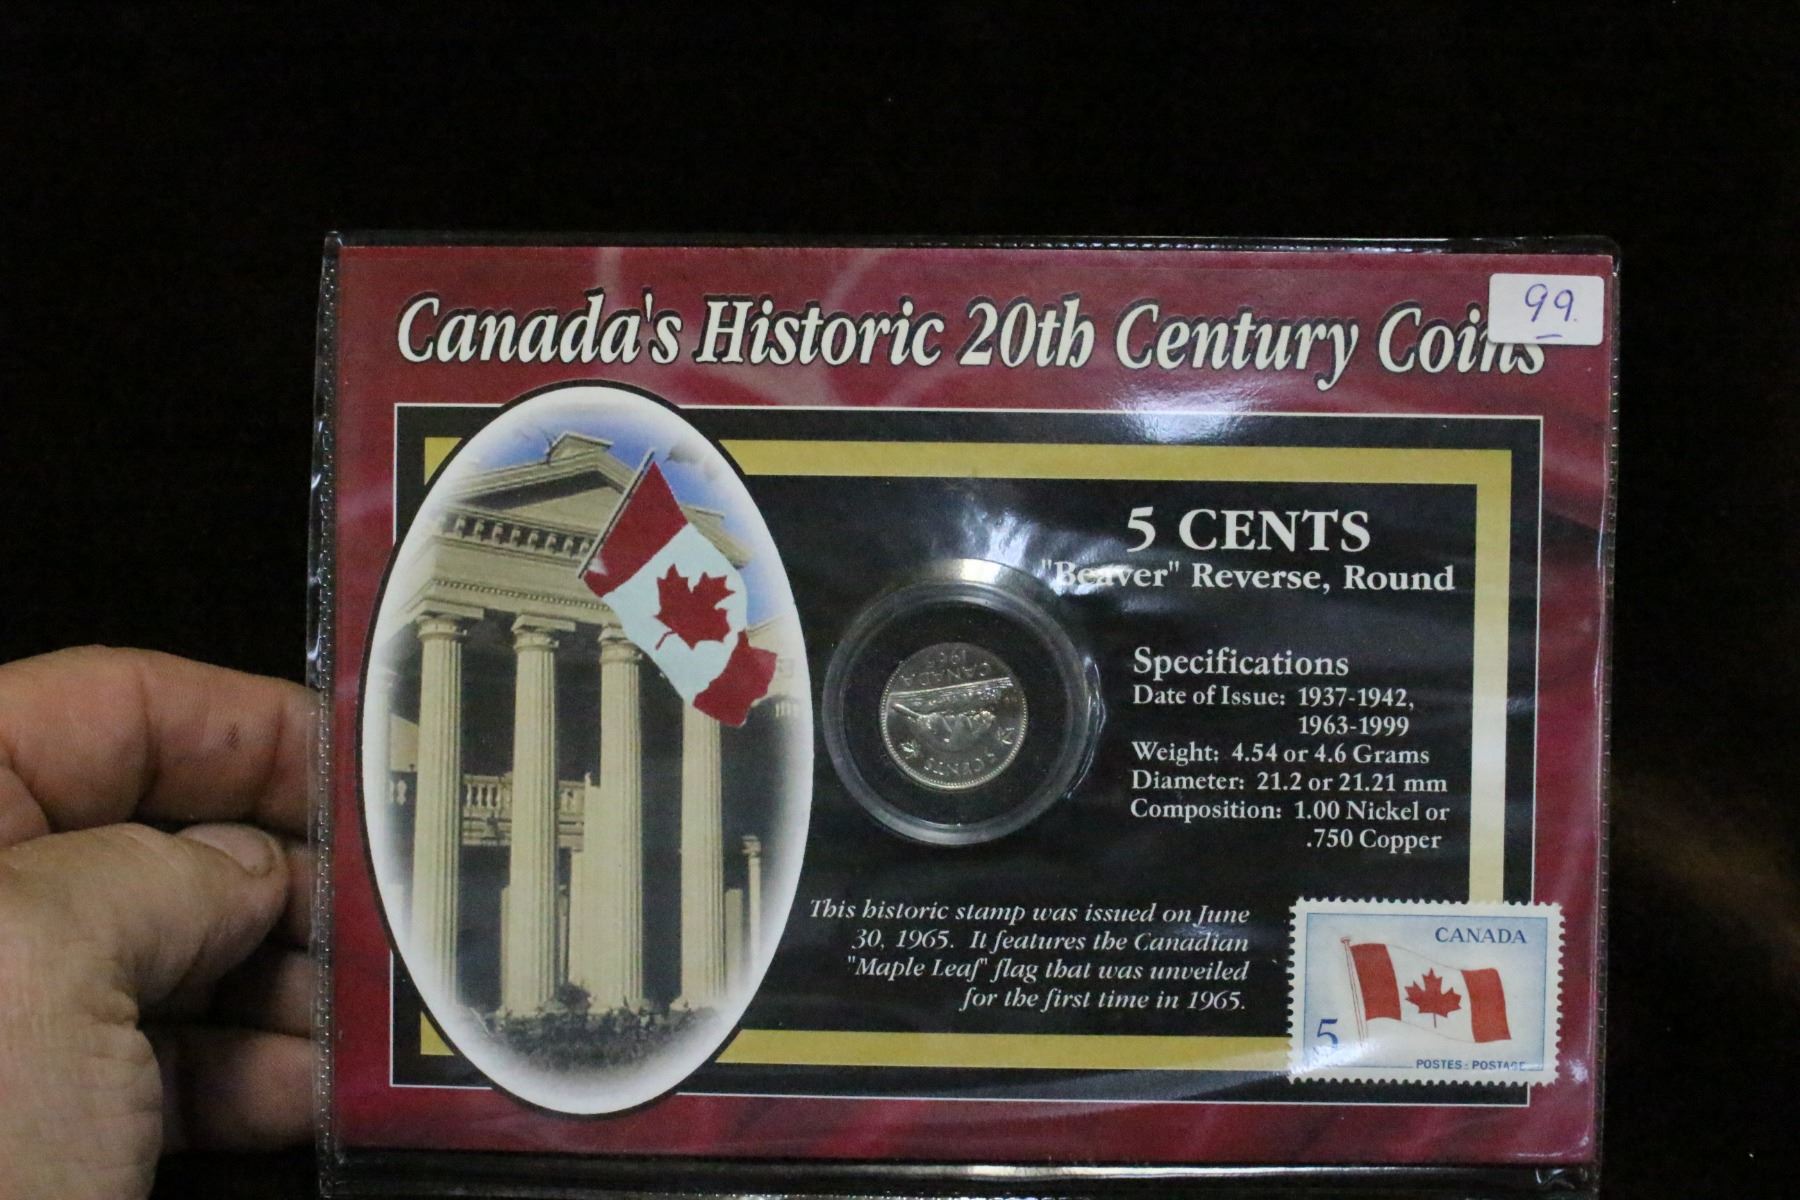 Canada's Historic 20th Century Coins
99.
5 CENTS
"Beaver" Reverse, Round
Specifications
Date of Issue: 1937-1942,
1963-1999
Weight: 4.54 or 4.6 Grams
Diameter: 21.2 or 21.21 mm
Composition: 1.00 Nickel or
.750 Copper
5 CENTS
CANADA
This historic stamp was issued on June
30, 1965. It features the Canadian
"Maple Leaf" flag that was unveiled
for the first time in 1965.
CANADA
5
POSTES : POSTAGE